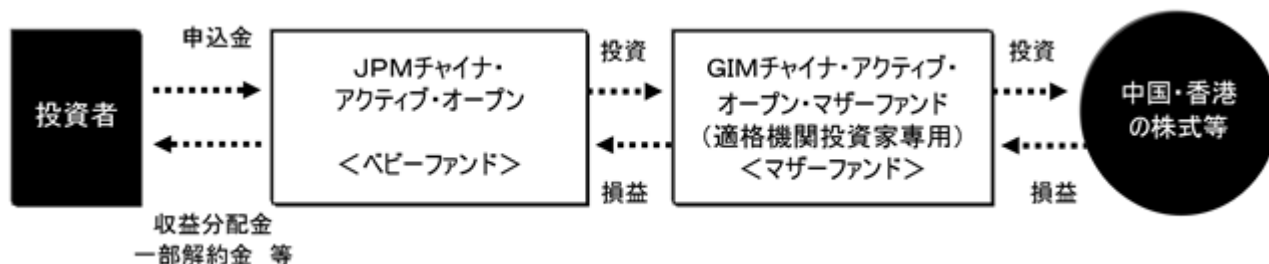 投資者
申込金
収益分配金
一部解約金 等
JPMチャイナ・
アクティブ・オープン
＜ベビーファンド＞
投資
損益
GIMチャイナ・アクティブ・
オープン・マザーファンド
（適格機関投資家専用）
＜マザーファンド＞
投資
損益
中国・香港
の株式等